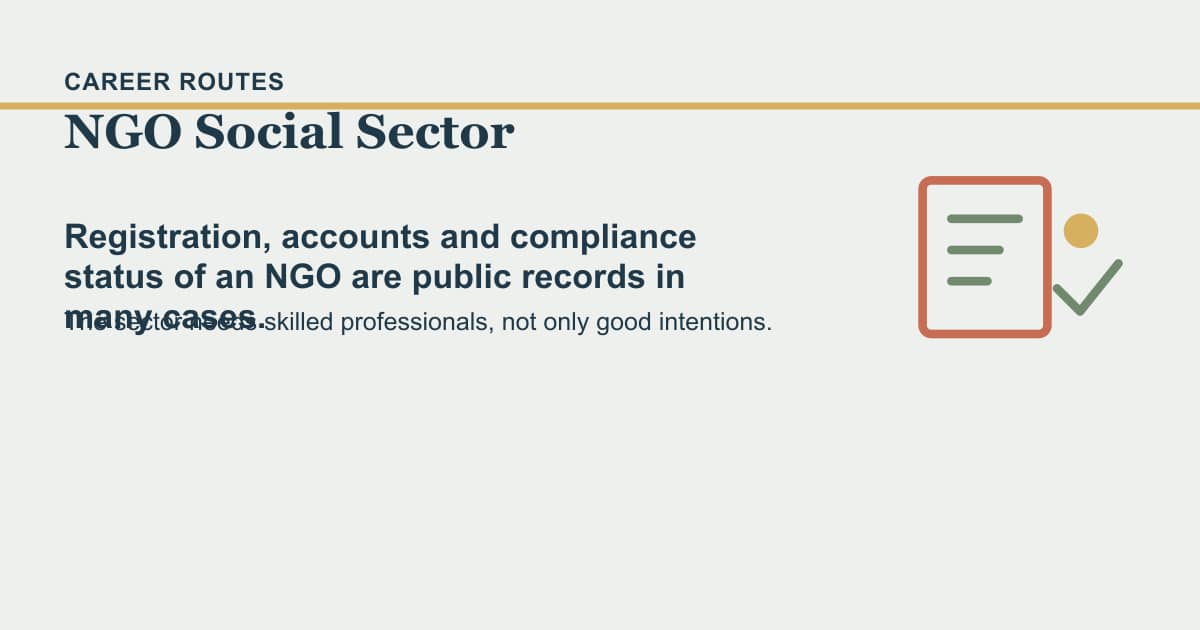 CAREER ROUTES
NGO Social Sector
Registration, accounts and compliance
status of an NGO are public records in
many cases.
The sector needs skilled professionals, not only good intentions.